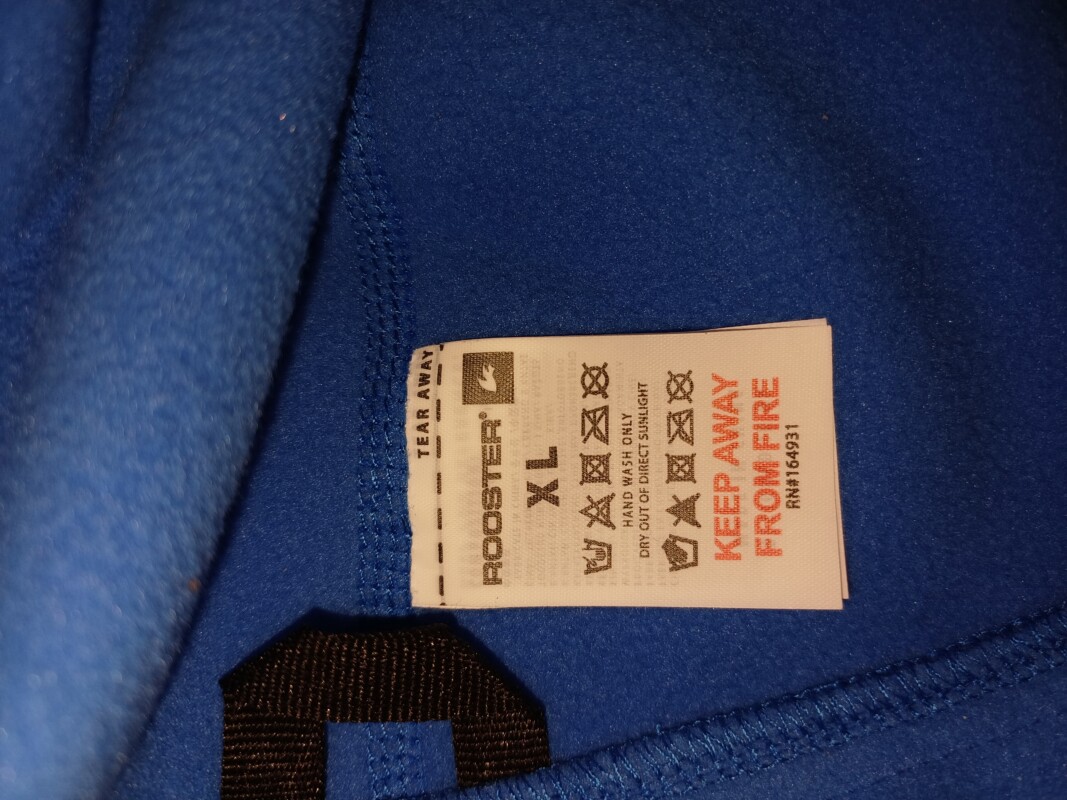 TEAR AWAY
ROOSTER®
XL
HAND WASH ONLY
DRY OUT OF DIRECT SUNLIGHT
KEEP AWAY
FROM FIRE
RN#164931